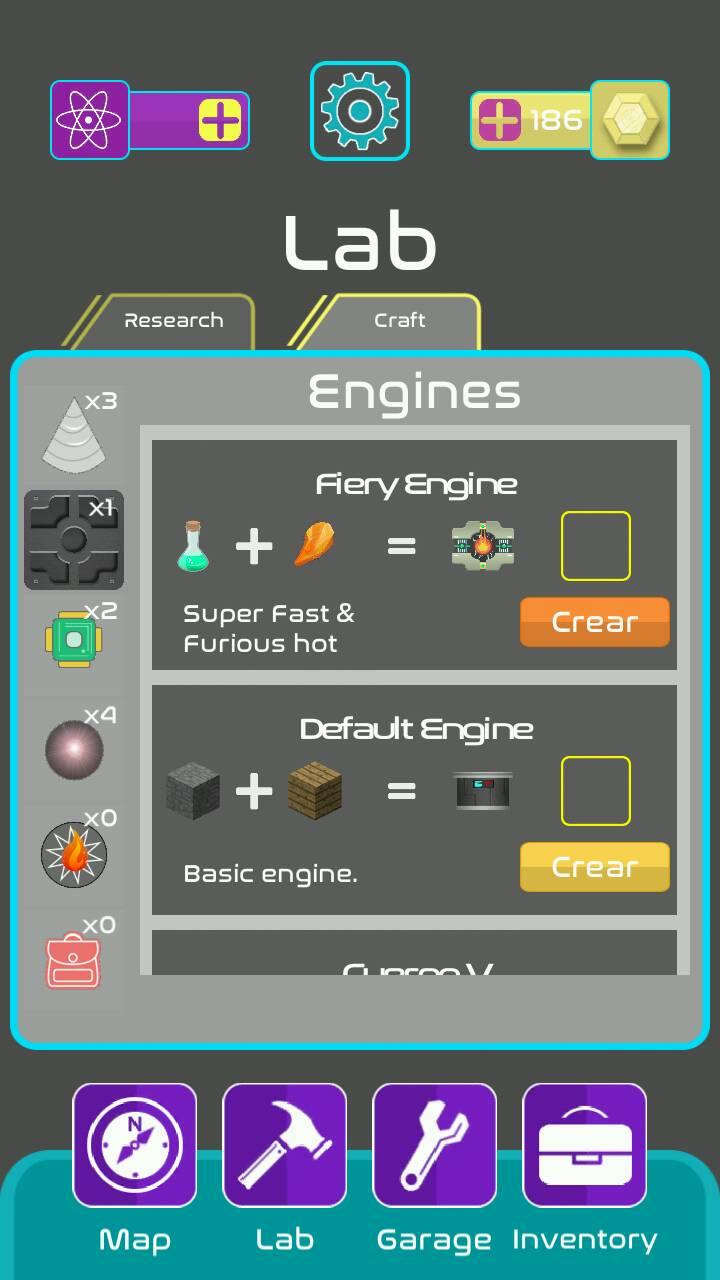 186
Lab
Research
Craft
Engines
x3
x1
x2
x4
x0
x0
Fiery Engine
Super Fast &
Furious hot
Crear
Default Engine
Basic engine.
Crear
N
Map
Lab
Garage
Inventory